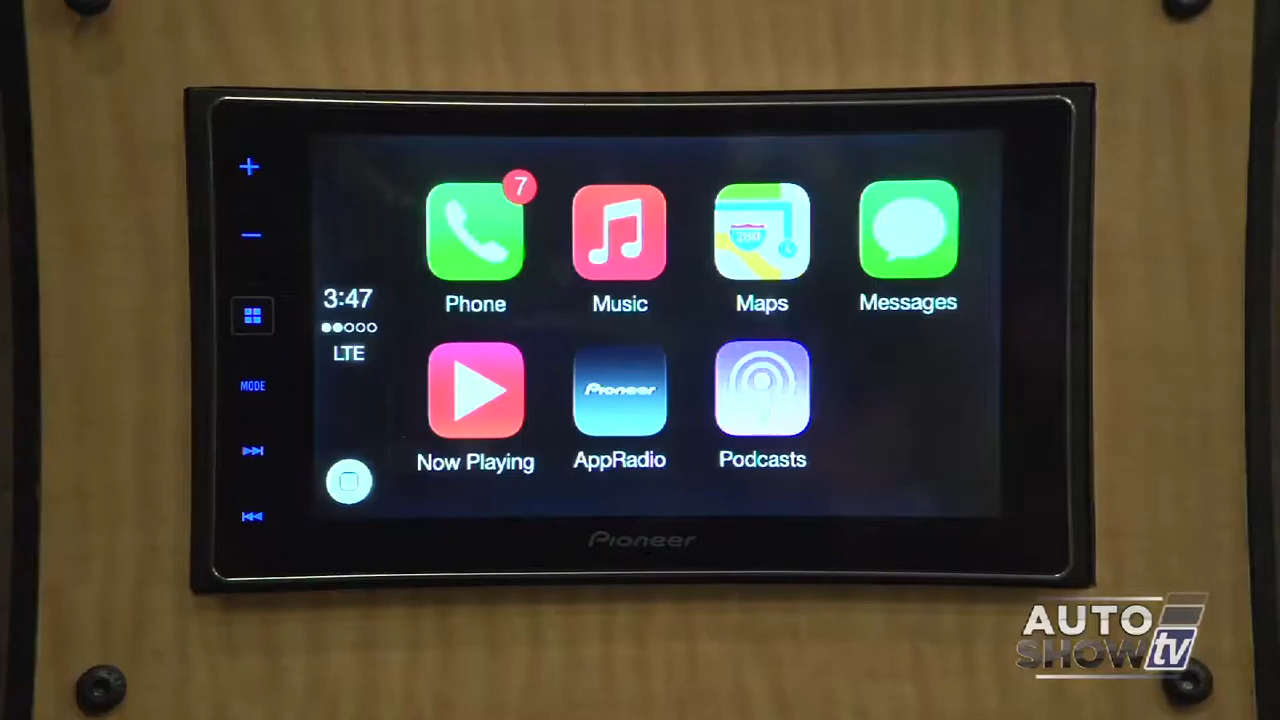 7
Phone
Music
Maps
Messages
3:47
LTE
MODE
Pioneer
Now Playing
AppRadio
Podcasts
Pioneer
AUTO
SHOW tv